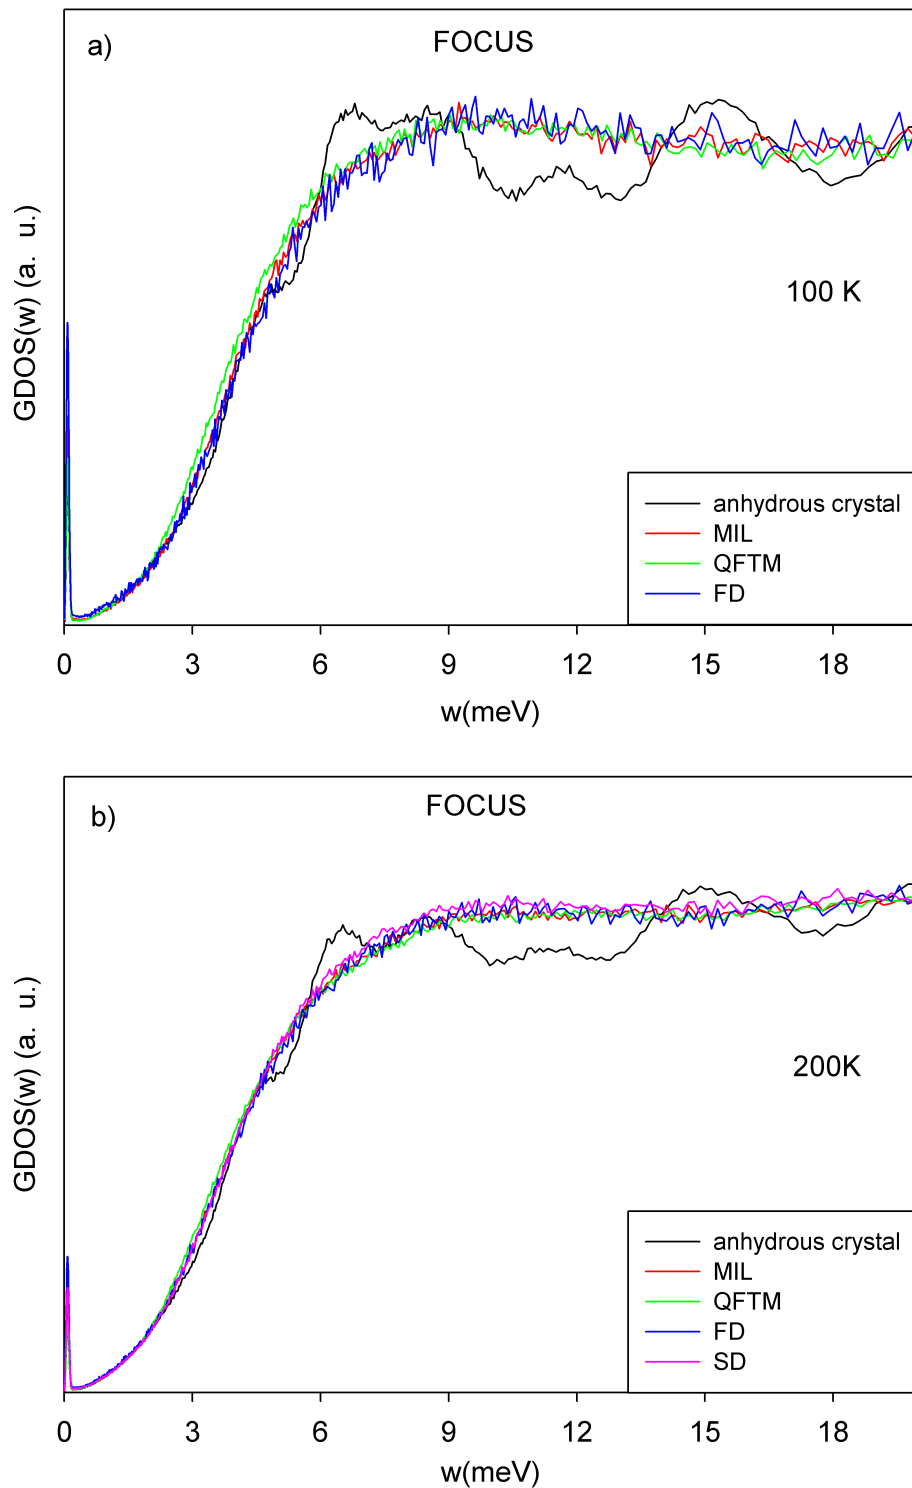 a)
FOCUS
GDOS(w) (a. u.)
100 K
anhydrous crystal
MIL
QFTM
FD
0 3 6 9 12 15 18
w(meV)
b)
FOCUS
GDOS(w) (a. u.)
200K
anhydrous crystal
MIL
QFTM
FD
SD
0 3 6 9 12 15 18
w(meV)